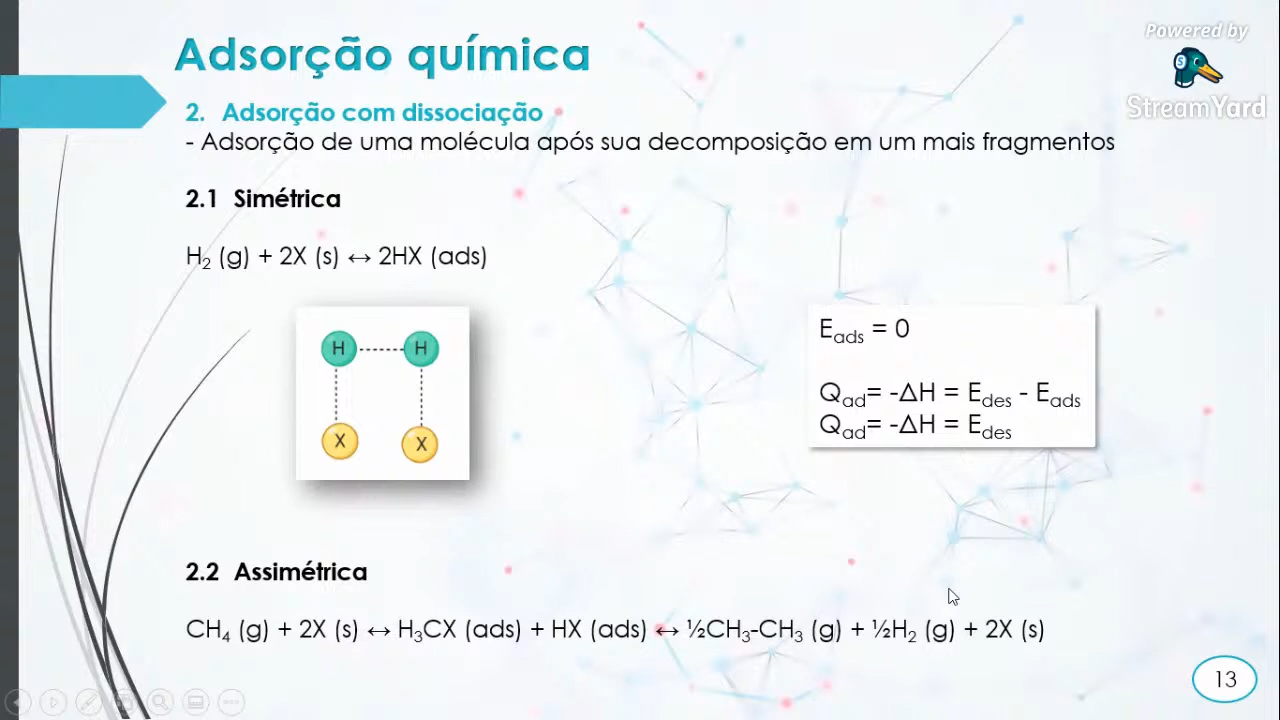 Adsorção química
Powered by
StreamYard
2. Adsorção com dissociação
- Adsorção de uma molécula após sua decomposição em um mais fragmentos
2.1 Simétrica
H₂ (g) + 2X (s) ↔ 2HX (ads)
H H
X X
Eₐdₛ = 0
Qₐd= -ΔH = Edₑₛ - Eₐdₛ
Qₐd= -ΔH = Edₑₛ
2.2 Assimétrica
CH₄ (g) + 2X (s) ↔ H₃CX (ads) + HX (ads) ↔ ½CH₃-CH₃ (g) + ½H₂ (g) + 2X (s)
13